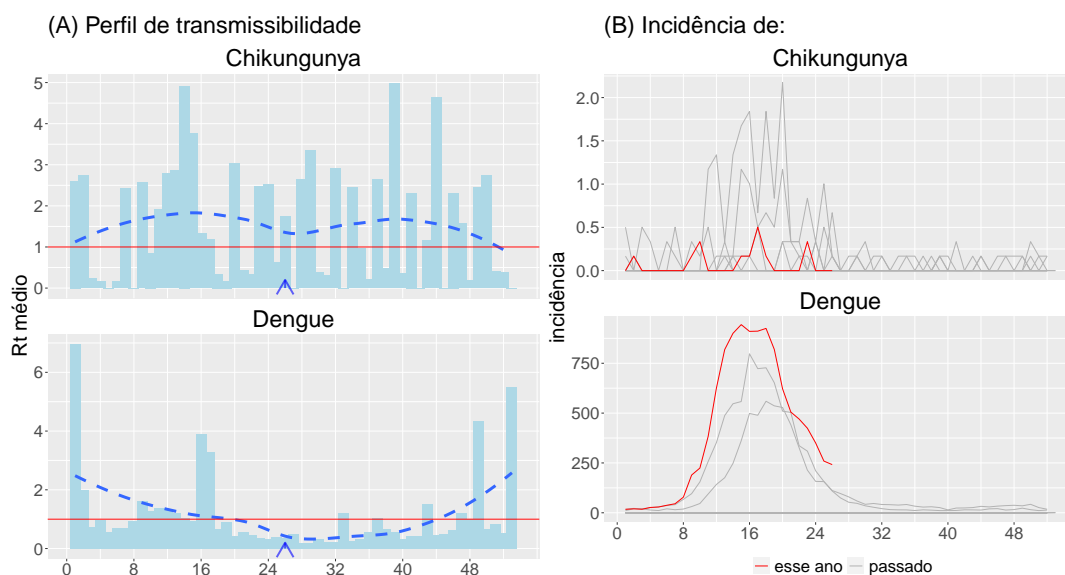 (A) Perfil de transmissibilidade
Chikungunya
5
4
3
2
1
0
Dengue
6
4
2
0
0 8 16 24 32 40 48
Rt médio
(B) Incidência de:
Chikungunya
2.0
1.5
1.0
0.5
0.0
Dengue
750
500
250
0
0 8 16 24 32 40 48
incidência
esse ano passado